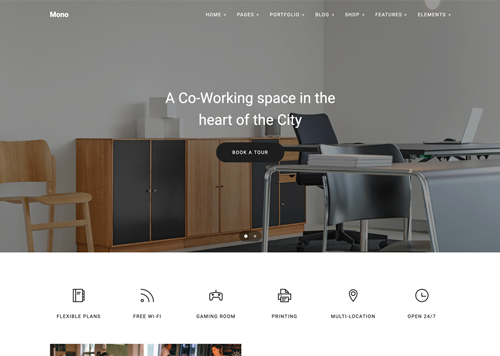 Mono
HOME + PAGES + PORTFOLIO + BLOG + SHOP + FEATURES + ELEMENTS +
A Co-Working space in the
heart of the City
BOOK A TOUR
FLEXIBLE PLANS FREE WI-FI GAMING ROOM PRINTING MULTI-LOCATION OPEN 24/7